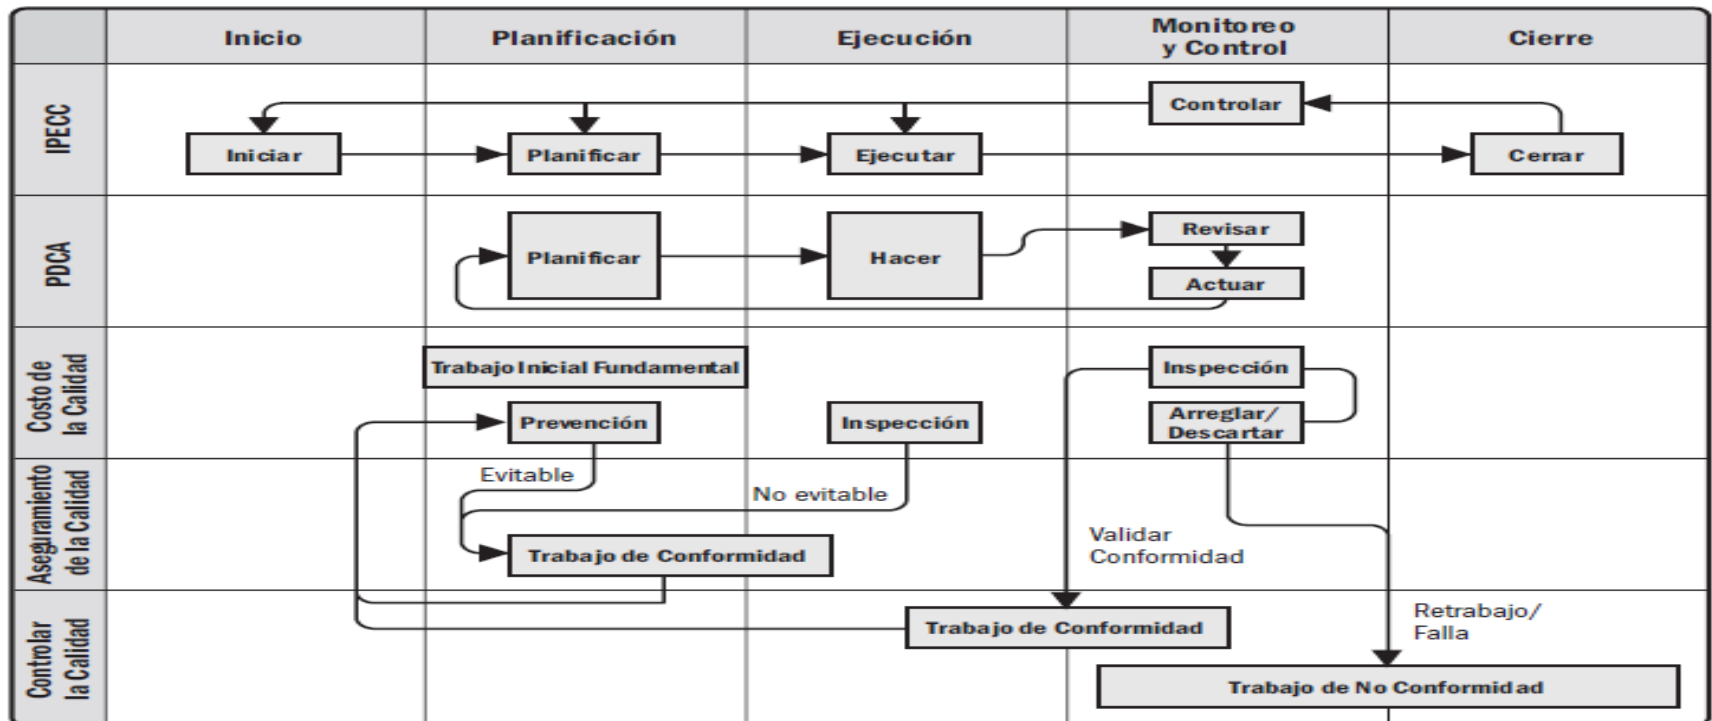 Inicio
Planificación
Ejecución
Monitoreo
y Control
Cierre
IPECC
Controlar
Iniciar
Planificar
Ejecutar
Cerrar
PDCA
Planificar
Hacer
Revisar
Actuar
Costo de
la Calidad
Trabajo Inicial Fundamental
Inspección
Prevención
Inspección
Arreglar/
Descartar
Aseguramiento
de la Calidad
Evitable
No evitable
Validar
Conformidad
Trabajo de Conformidad
Controlar
la Calidad
Retrabajo/
Falla
Trabajo de Conformidad
Trabajo de No Conformidad